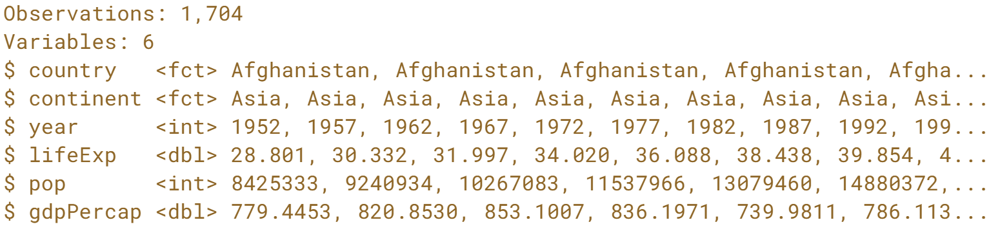 Observations: 1,704
Variables: 6
$ country   <fct> Afghanistan, Afghanistan, Afghanistan, Afghanistan, Afgha...
$ continent <fct> Asia, Asia, Asia, Asia, Asia, Asia, Asia, Asia, Asia, Asi...
$ year      <int> 1952, 1957, 1962, 1967, 1972, 1977, 1982, 1987, 1992, 199...
$ lifeExp   <dbl> 28.801, 30.332, 31.997, 34.020, 36.088, 38.438, 39.854, 4...
$ pop       <int> 8425333, 9240934, 10267083, 11537966, 13079460, 14880372,...
$ gdpPercap <dbl> 779.4453, 820.8530, 853.1007, 836.1971, 739.9811, 786.113...